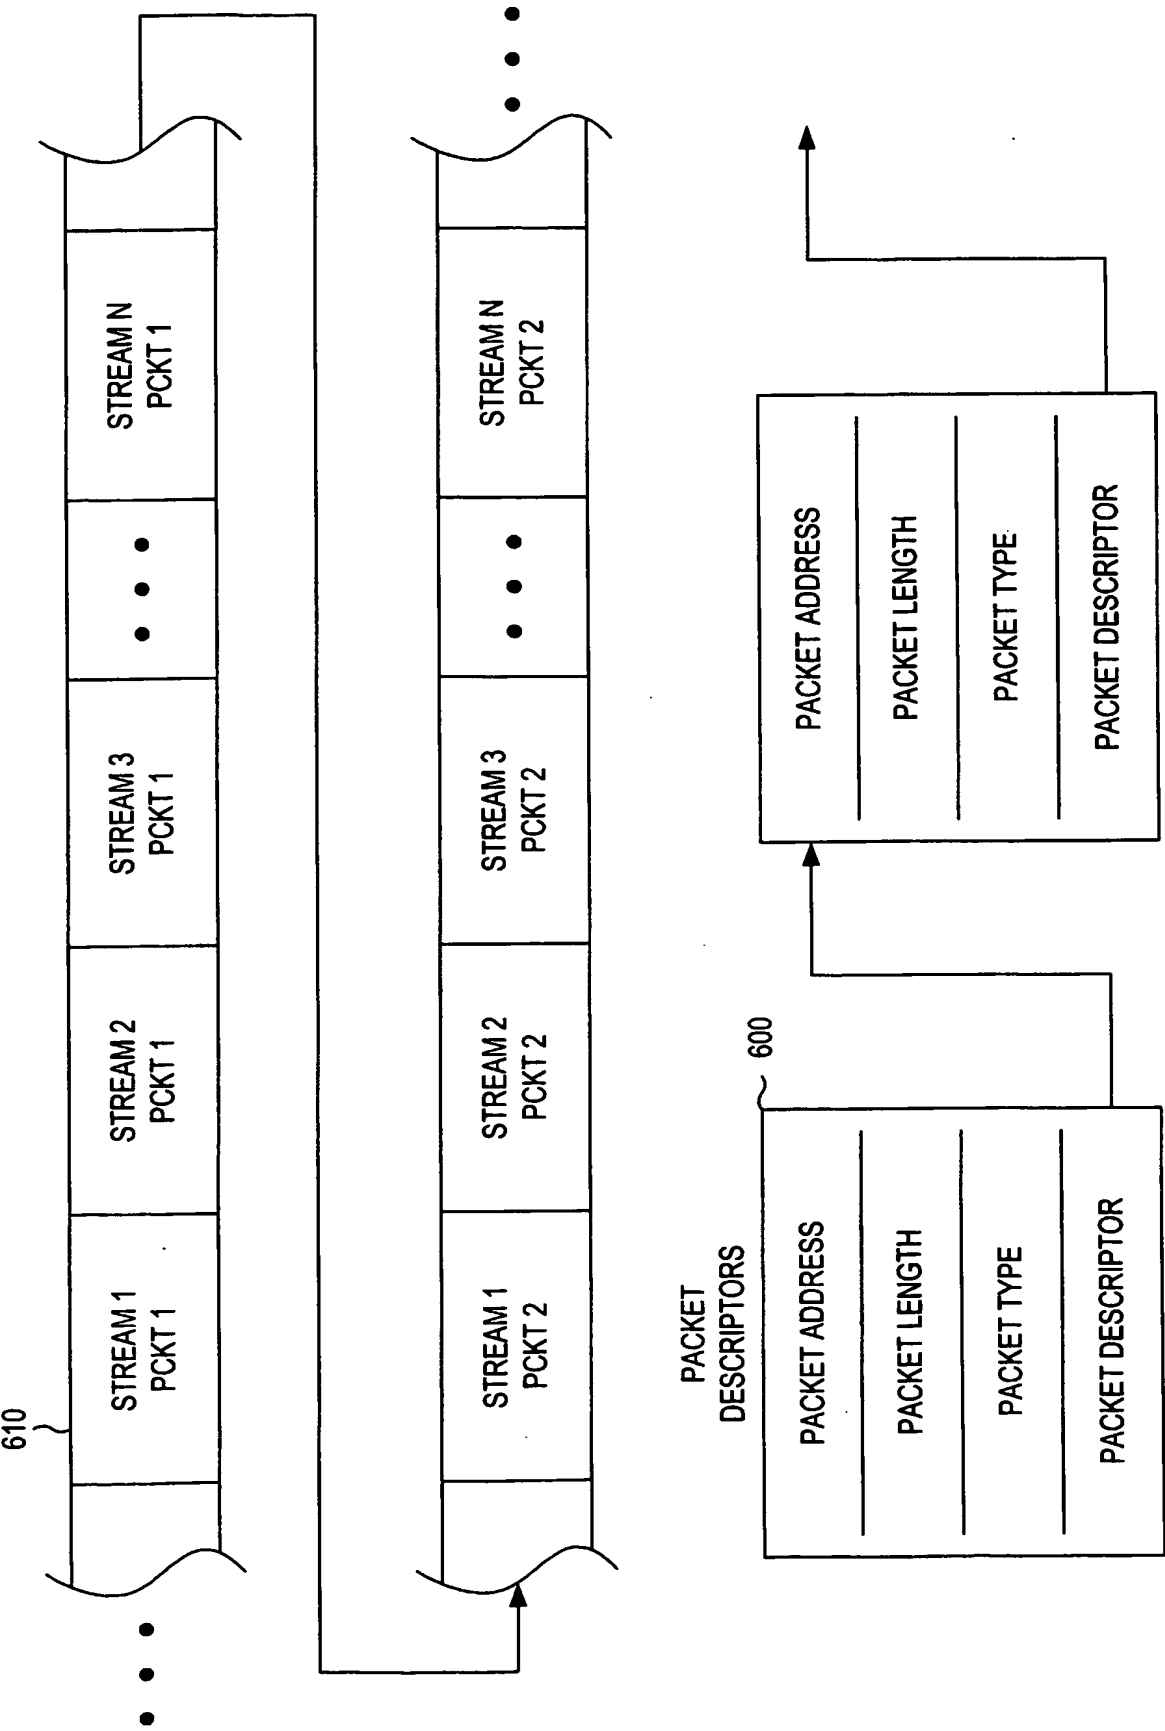 610
STREAM 1
PCKT 1
STREAM 2
PCKT 1
STREAM 3
PCKT 1
STREAM N
PCKT 1
STREAM 1
PCKT 2
STREAM 2
PCKT 2
STREAM 3
PCKT 2
STREAM N
PCKT 2
PACKET
DESCRIPTORS
600
PACKET ADDRESS
PACKET LENGTH
PACKET TYPE
PACKET DESCRIPTOR
PACKET ADDRESS
PACKET LENGTH
PACKET TYPE
PACKET DESCRIPTOR